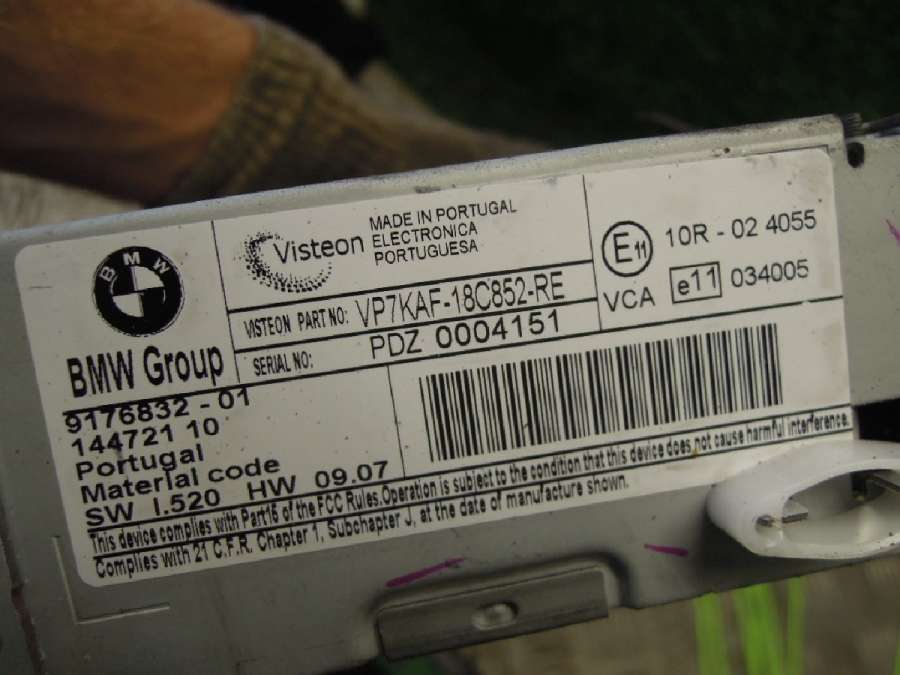 BMW
BMW Group
Visteon
MADE IN PORTUGAL
ELECTRÓNICA
PORTUGUESA
VISTEON PART NO: VP7KAF-18C852-RE
SERIAL NO: PDZ 0004151
E11 10R - 02 4055
VCA e11 034005
9176832 - 01
144721 10
Portugal
Material code
SW 1.520 HW 09.07
This device complies with Part16 of the FCC Rules.Operation is subject to the condition that this device does not cause harmful interference.
Complies with 21 C.F.R. Chapter 1, Subchapter J, at the date of manufacture shown.